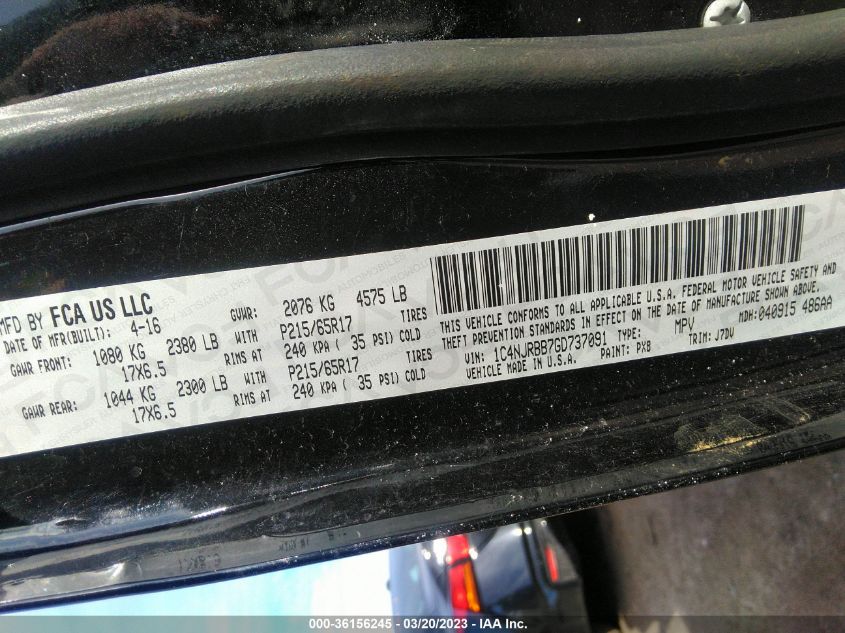 MFD BY FCA US LLC
DATE OF MFR(BUILT): 4-16 GVWR: 2076 KG 4575 LB
GAWR FRONT: 1080 KG 2380 LB WITH P215/65R17 TIRES
17X6.5 RIMS AT 240 KPA ( 35 PSI) COLD
GAWR REAR: 1044 KG 2300 LB WITH P215/65R17 TIRES
17X6.5 RIMS AT 240 KPA ( 35 PSI) COLD
THIS VEHICLE CONFORMS TO ALL APPLICABLE U.S.A. FEDERAL MOTOR VEHICLE SAFETY AND
THEFT PREVENTION STANDARDS IN EFFECT ON THE DATE OF MANUFACTURE SHOWN ABOVE.
VIN: 1C4NJRBB7GD737091 TYPE: MPV MDH: 040915 486AA
VEHICLE MADE IN U.S.A. PAINT: PXB TRIM: J7DV
000-36156245 - 03/20/2023 - IAA Inc.